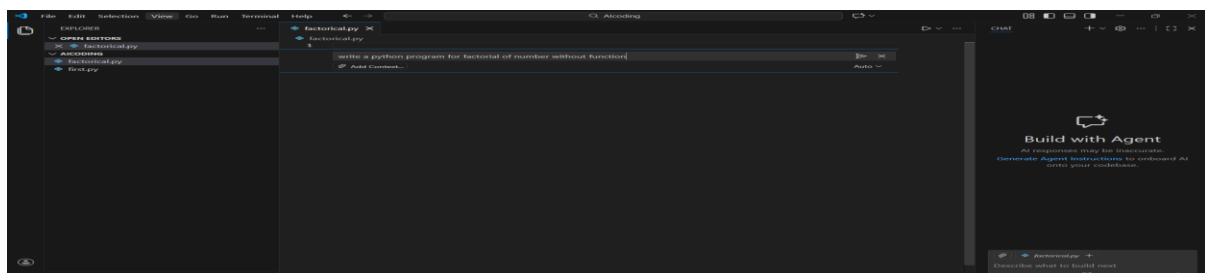 File Edit Selection View Go Run Terminal Help
AIcoding
EXPLORER
OPEN EDITORS
factorical.py
AICODING
factorical.py
first.py
factorical.py
factorical.py
1
write a python program for factorial of number without function
Add Context...
Auto
CHAT
Build with Agent
AI responses may be inaccurate.
Generate Agent Instructions to onboard AI
onto your codebase.
factorical.py
Describe what to build next